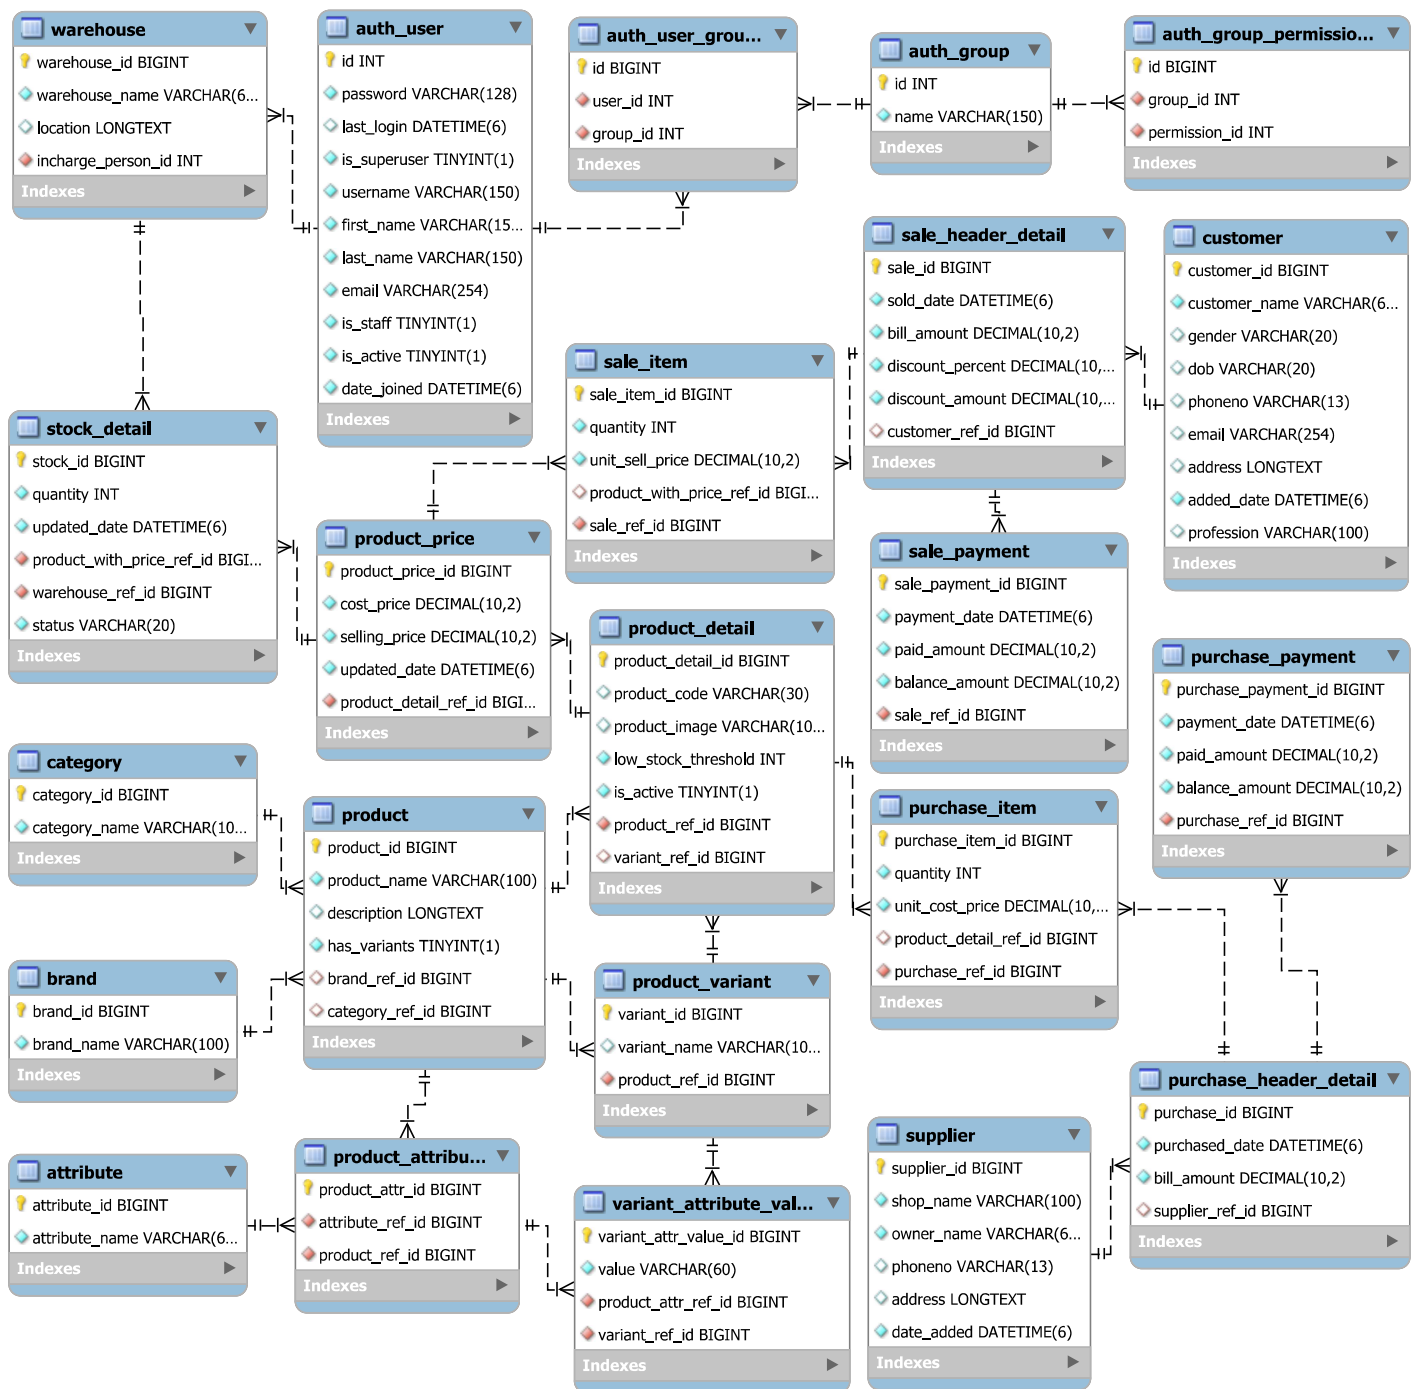 warehouse
warehouse_id BIGINT
warehouse_name VARCHAR(6...
location LONGTEXT
incharge_person_id INT
Indexes
auth_user
id INT
password VARCHAR(128)
last_login DATETIME(6)
is_superuser TINYINT(1)
username VARCHAR(150)
first_name VARCHAR(15...
last_name VARCHAR(150)
email VARCHAR(254)
is_staff TINYINT(1)
is_active TINYINT(1)
date_joined DATETIME(6)
Indexes
auth_user_grou...
id BIGINT
user_id INT
group_id INT
Indexes
auth_group
id INT
name VARCHAR(150)
Indexes
auth_group_permissio...
id BIGINT
group_id INT
permission_id INT
Indexes
sale_header_detail
sale_id BIGINT
sold_date DATETIME(6)
bill_amount DECIMAL(10,2)
discount_percent DECIMAL(10,...
discount_amount DECIMAL(10,...
customer_ref_id BIGINT
Indexes
customer
customer_id BIGINT
customer_name VARCHAR(6...
gender VARCHAR(20)
dob VARCHAR(20)
phoneno VARCHAR(13)
email VARCHAR(254)
address LONGTEXT
added_date DATETIME(6)
profession VARCHAR(100)
Indexes
sale_item
sale_item_id BIGINT
quantity INT
unit_sell_price DECIMAL(10,2)
product_with_price_ref_id BIGI...
sale_ref_id BIGINT
Indexes
stock_detail
stock_id BIGINT
quantity INT
updated_date DATETIME(6)
product_with_price_ref_id BIGI...
warehouse_ref_id BIGINT
status VARCHAR(20)
Indexes
product_price
product_price_id BIGINT
cost_price DECIMAL(10,2)
selling_price DECIMAL(10,2)
updated_date DATETIME(6)
product_detail_ref_id BIGI...
Indexes
sale_payment
sale_payment_id BIGINT
payment_date DATETIME(6)
paid_amount DECIMAL(10,2)
balance_amount DECIMAL(10,2)
sale_ref_id BIGINT
Indexes
product_detail
product_detail_id BIGINT
product_code VARCHAR(30)
product_image VARCHAR(10...
low_stock_threshold INT
is_active TINYINT(1)
product_ref_id BIGINT
variant_ref_id BIGINT
Indexes
purchase_payment
purchase_payment_id BIGINT
payment_date DATETIME(6)
paid_amount DECIMAL(10,2)
balance_amount DECIMAL(10,2)
purchase_ref_id BIGINT
Indexes
category
category_id BIGINT
category_name VARCHAR(10...
Indexes
product
product_id BIGINT
product_name VARCHAR(100)
description LONGTEXT
has_variants TINYINT(1)
brand_ref_id BIGINT
category_ref_id BIGINT
Indexes
purchase_item
purchase_item_id BIGINT
quantity INT
unit_cost_price DECIMAL(10,...
product_detail_ref_id BIGINT
purchase_ref_id BIGINT
Indexes
brand
brand_id BIGINT
brand_name VARCHAR(100)
Indexes
product_variant
variant_id BIGINT
variant_name VARCHAR(10...
product_ref_id BIGINT
Indexes
purchase_header_detail
purchase_id BIGINT
purchased_date DATETIME(6)
bill_amount DECIMAL(10,2)
supplier_ref_id BIGINT
Indexes
supplier
supplier_id BIGINT
shop_name VARCHAR(100)
owner_name VARCHAR(6...
phoneno VARCHAR(13)
address LONGTEXT
date_added DATETIME(6)
Indexes
attribute
attribute_id BIGINT
attribute_name VARCHAR(6...
Indexes
product_attribu...
product_attr_id BIGINT
attribute_ref_id BIGINT
product_ref_id BIGINT
Indexes
variant_attribute_val...
variant_attr_value_id BIGINT
value VARCHAR(60)
product_attr_ref_id BIGINT
variant_ref_id BIGINT
Indexes